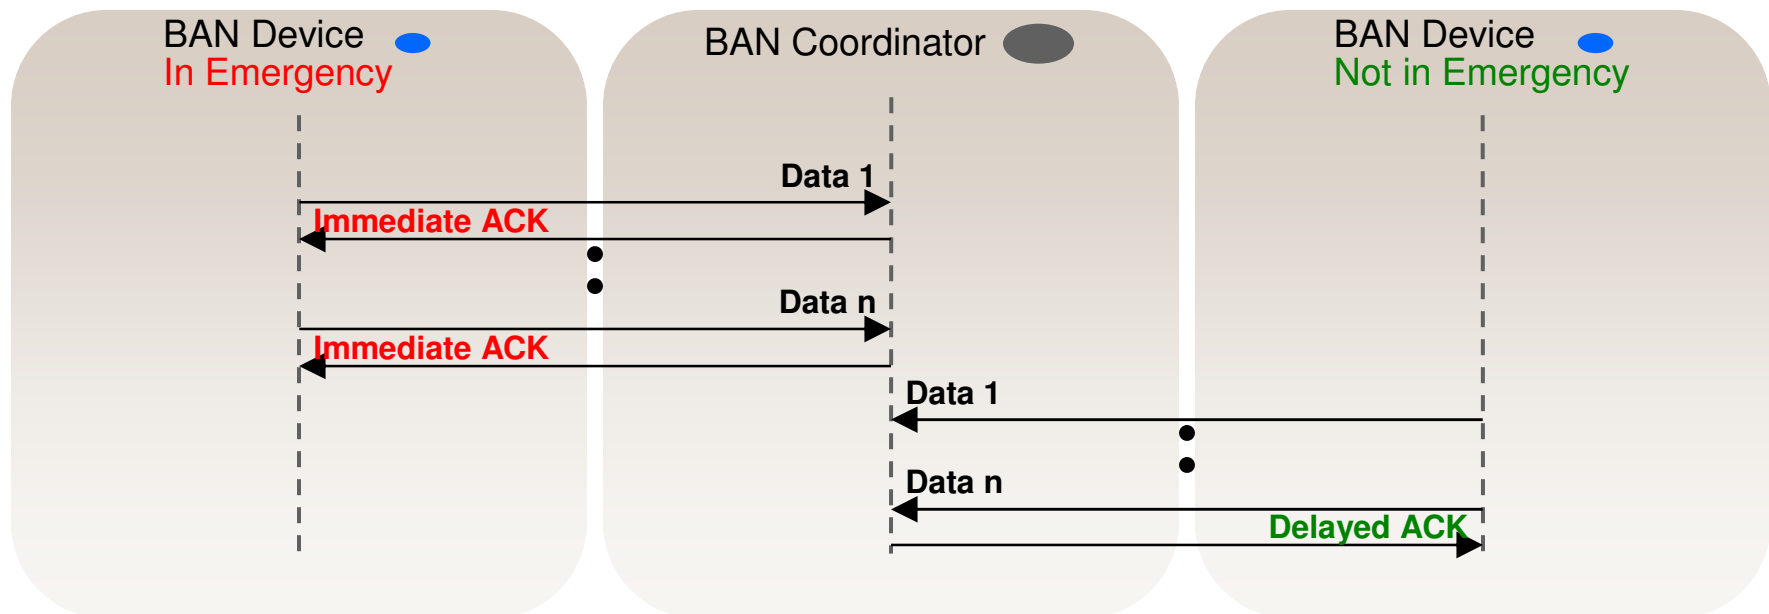 BAN Device
In Emergency
BAN Coordinator
BAN Device
Not in Emergency
Data 1
Immediate ACK
Data n
Immediate ACK
Data 1
Data n
Delayed ACK